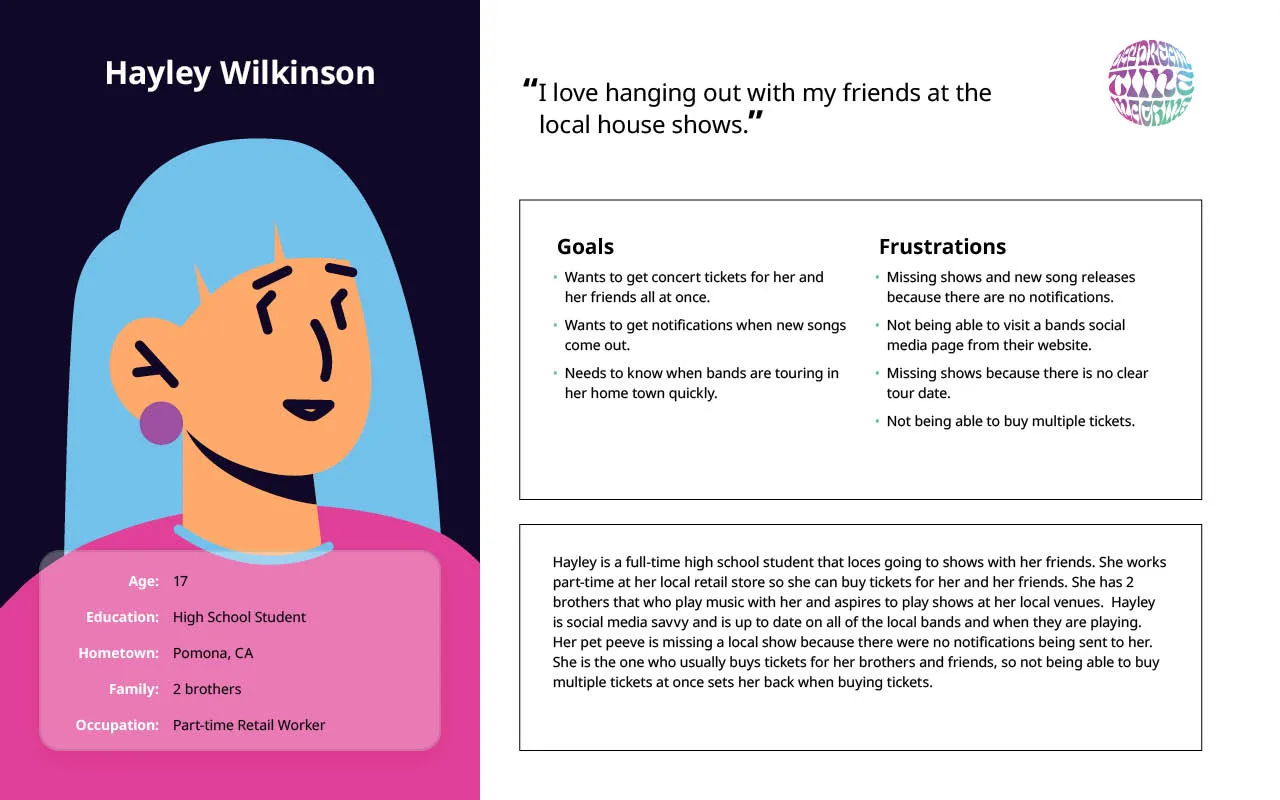 Hayley Wilkinson
“I love hanging out with my friends at the
local house shows.”
DAYDREAM
TIME
MACHINE
Goals
• Wants to get concert tickets for her and
her friends all at once.
• Wants to get notifications when new songs
come out.
• Needs to know when bands are touring in
her home town quickly.
Frustrations
• Missing shows and new song releases
because there are no notifications.
• Not being able to visit a bands social
media page from their website.
• Missing shows because there is no clear
tour date.
• Not being able to buy multiple tickets.
Age: 17
Education: High School Student
Hometown: Pomona, CA
Family: 2 brothers
Occupation: Part-time Retail Worker
Hayley is a full-time high school student that loces going to shows with her friends. She works
part-time at her local retail store so she can buy tickets for her and her friends. She has 2
brothers that who play music with her and aspires to play shows at her local venues.  Hayley
is social media savvy and is up to date on all of the local bands and when they are playing.
Her pet peeve is missing a local show because there were no notifications being sent to her.
She is the one who usually buys tickets for her brothers and friends, so not being able to buy
multiple tickets at once sets her back when buying tickets.